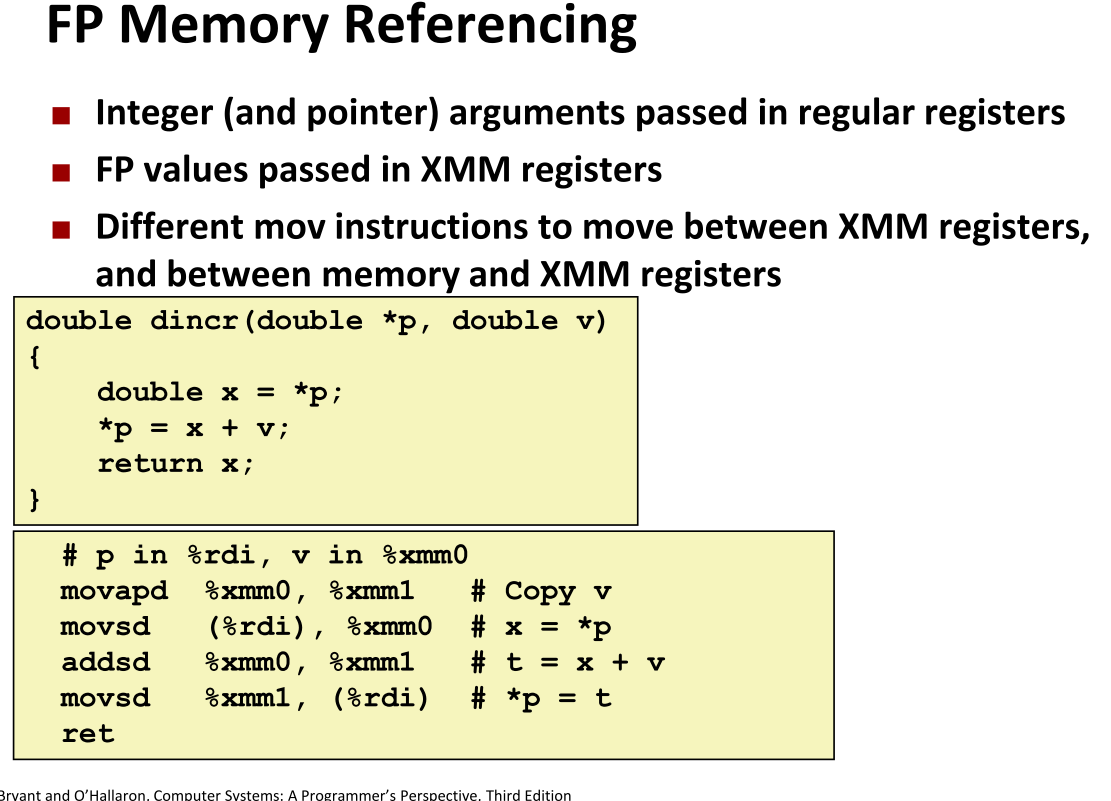 FP Memory Referencing
Integer (and pointer) arguments passed in regular registers
FP values passed in XMM registers
Different mov instructions to move between XMM registers,
and between memory and XMM registers
double dincr(double *p, double v)
{
    double x = *p;
    *p = x + v;
    return x;
}
# p in %rdi, v in %xmm0
movapd  %xmm0, %xmm1   # Copy v
movsd   (%rdi), %xmm0  # x = *p
addsd   %xmm0, %xmm1   # t = x + v
movsd   %xmm1, (%rdi)  # *p = t
ret
Bryant and O'Hallaron, Computer Systems: A Programmer's Perspective, Third Edition